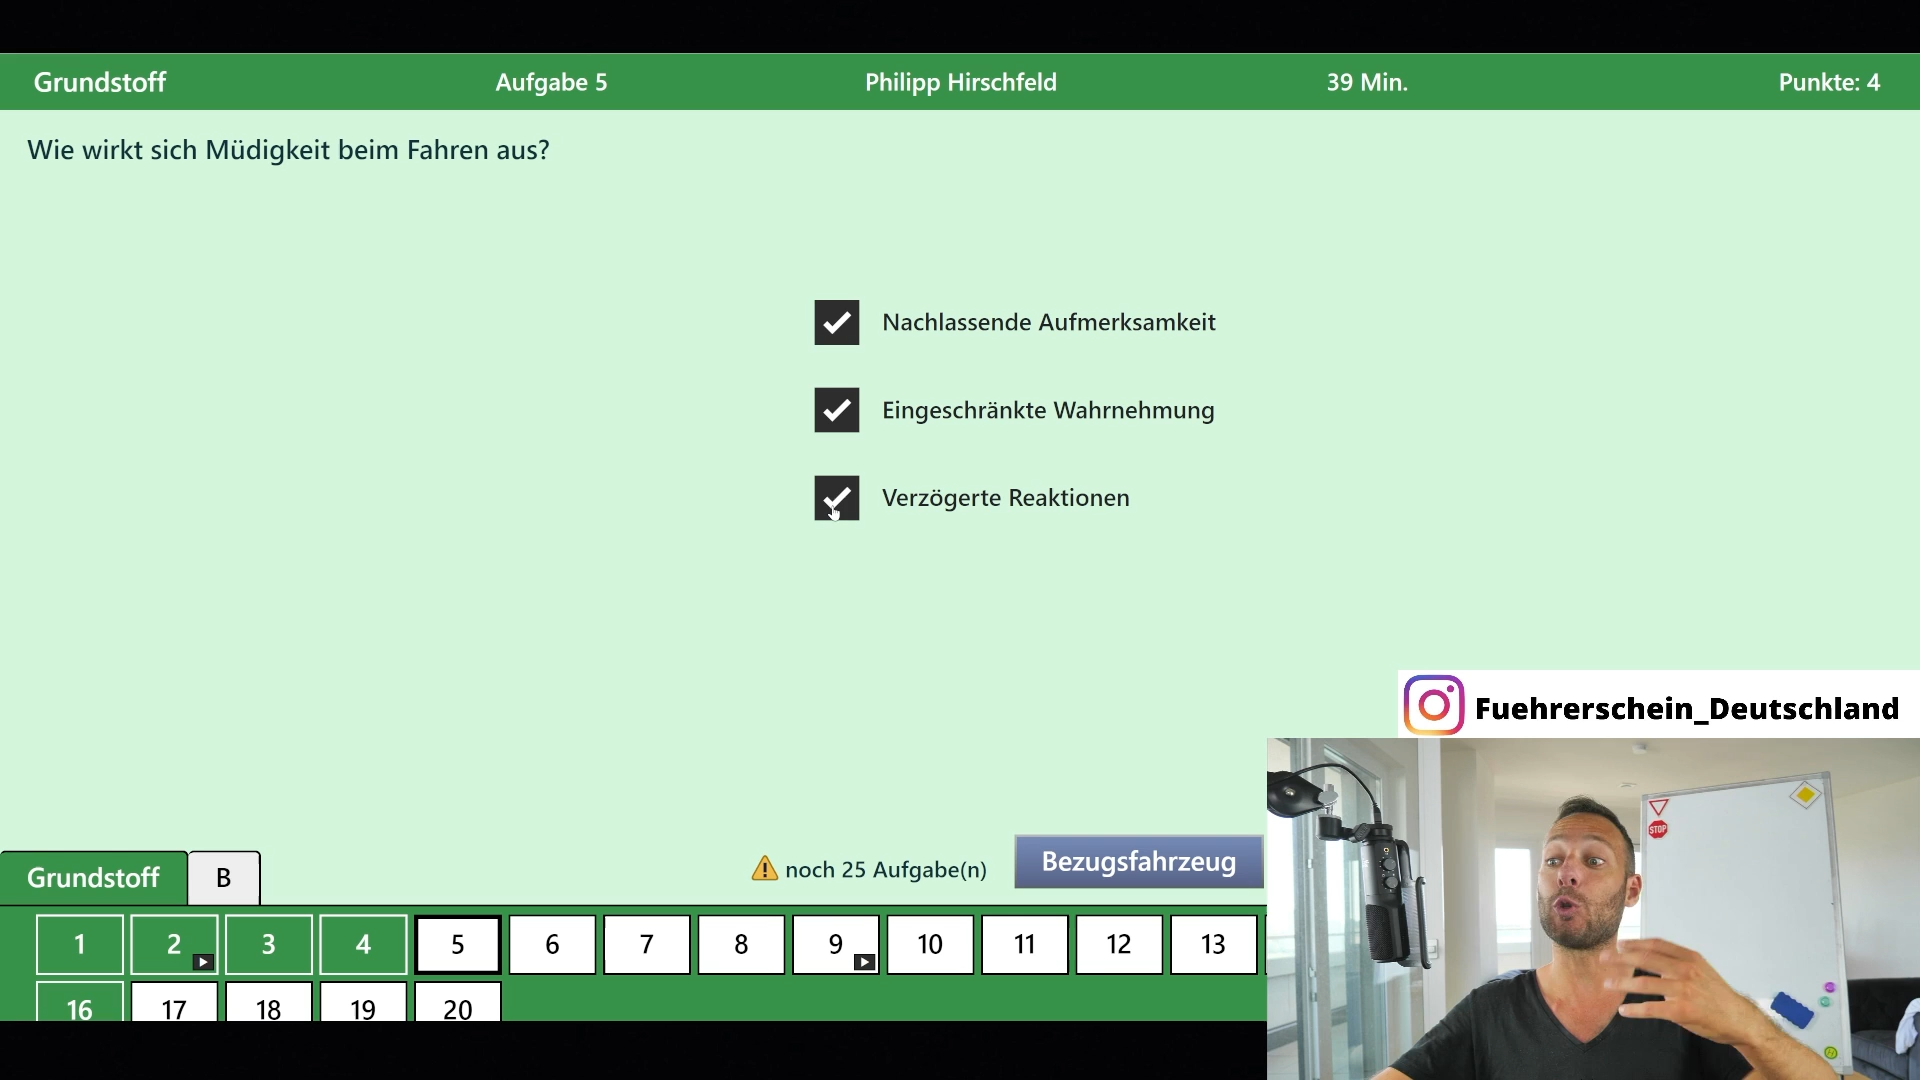 Grundstoff Aufgabe 5 Philipp Hirschfeld 39 Min. Punkte: 4
Wie wirkt sich Müdigkeit beim Fahren aus?
Nachlassende Aufmerksamkeit
Eingeschränkte Wahrnehmung
Verzögerte Reaktionen
Fuehrerschein_Deutschland
STOP
Grundstoff B noch 25 Aufgabe(n) Bezugsfahrzeug
1 2 3 4 5 6 7 8 9 10 11 12 13
16 17 18 19 20